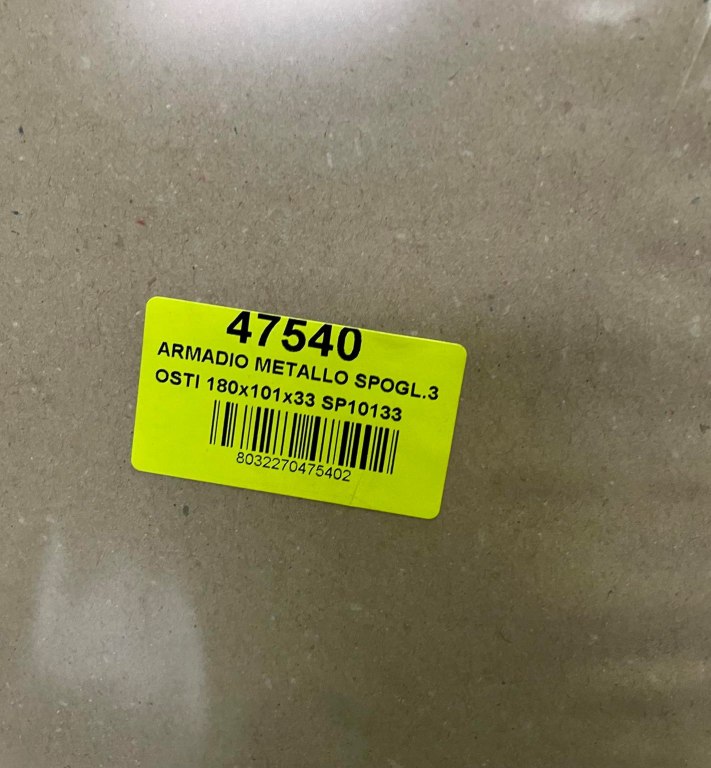 47540
ARMADIO METALLO SPOGL.3
OSTI 180x101x33 SP10133
8032270475402